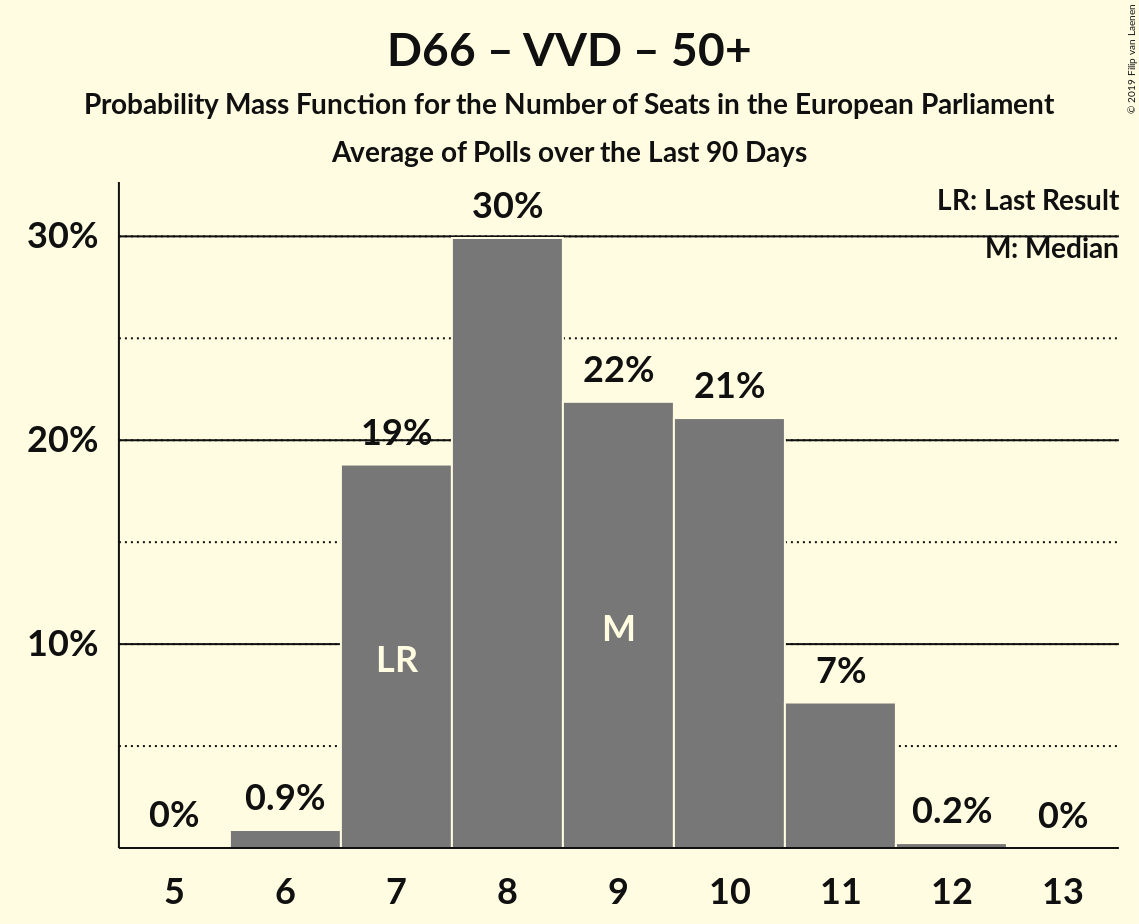 D66 – VVD – 50+
Probability Mass Function for the Number of Seats in the European Parliament
Average of Polls over the Last 90 Days
© 2019 Filip van Laenen
LR: Last Result
M: Median
30%
20%
10%
0%
0.9%
19%
30%
22%
21%
7%
0.2%
0%
LR
M
5 6 7 8 9 10 11 12 13